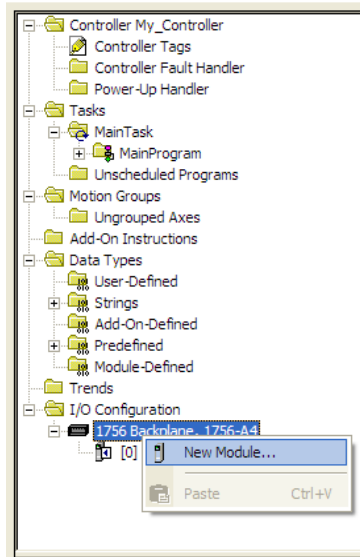 Controller My_Controller
Controller Tags
Controller Fault Handler
Power-Up Handler
Tasks
MainTask
MainProgram
Unscheduled Programs
Motion Groups
Ungrouped Axes
Add-On Instructions
Data Types
User-Defined
Strings
Add-On-Defined
Predefined
Module-Defined
Trends
I/O Configuration
1756 Backplane, 1756-A4
[0]
New Module...
Paste Ctrl+V